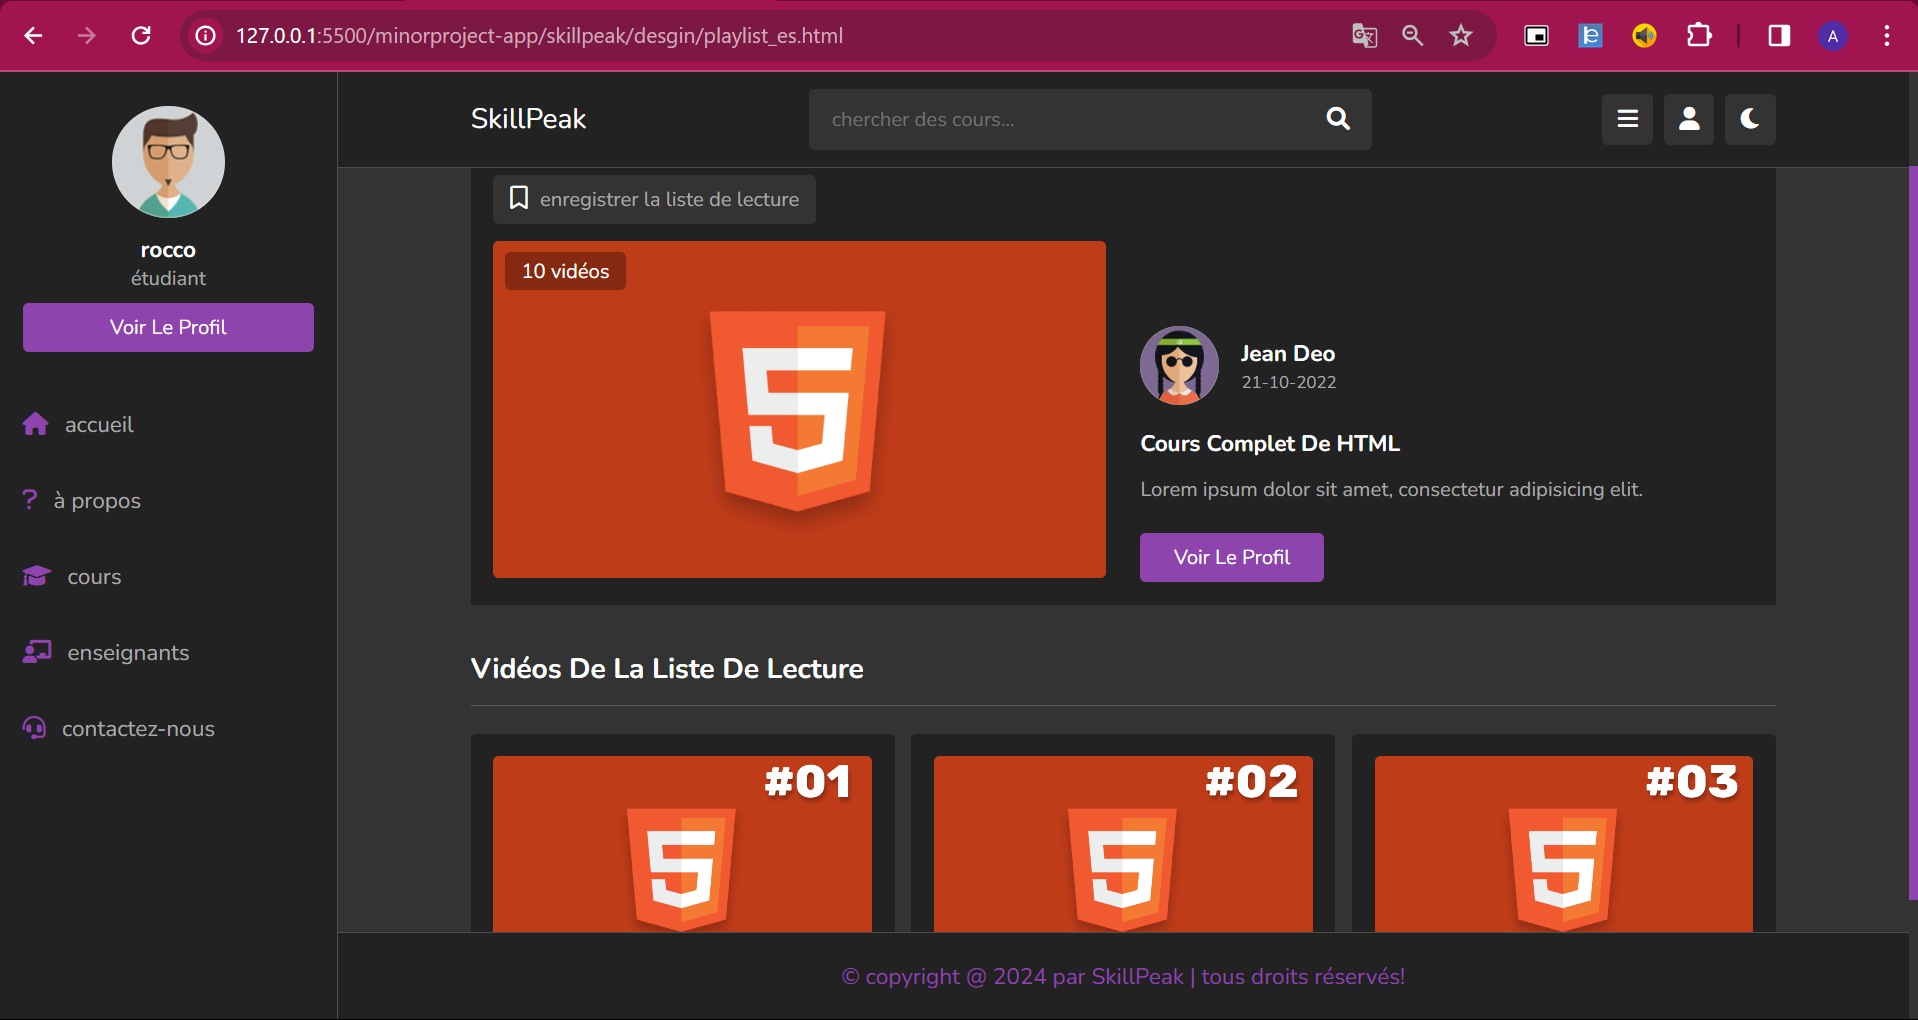 127.0.0.1:5500/minorproject-app/skillpeak/desgin/playlist_es.html
A
rocco
étudiant
Voir Le Profil
accueil
à propos
cours
enseignants
contactez-nous
SkillPeak
chercher des cours...
enregistrer la liste de lecture
10 vidéos
Jean Deo
21-10-2022
Cours Complet De HTML
Lorem ipsum dolor sit amet, consectetur adipisicing elit.
Voir Le Profil
Vidéos De La Liste De Lecture
#01
#02
#03
© copyright @ 2024 par SkillPeak | tous droits réservés!